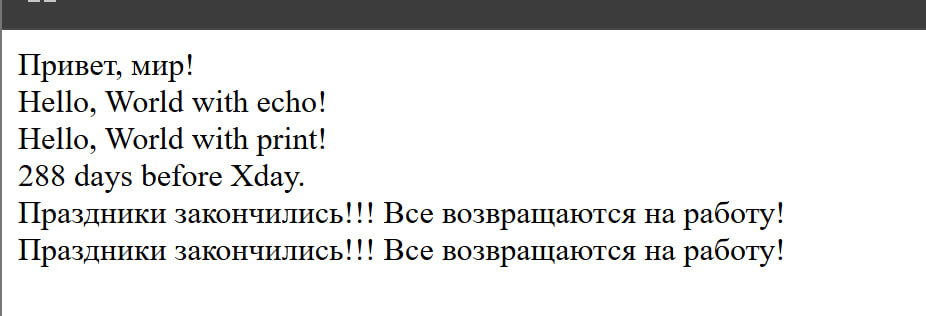 Привет, мир!
Hello, World with echo!
Hello, World with print!
288 days before Xday.
Праздники закончились!!! Все возвращаются на работу!
Праздники закончились!!! Все возвращаются на работу!